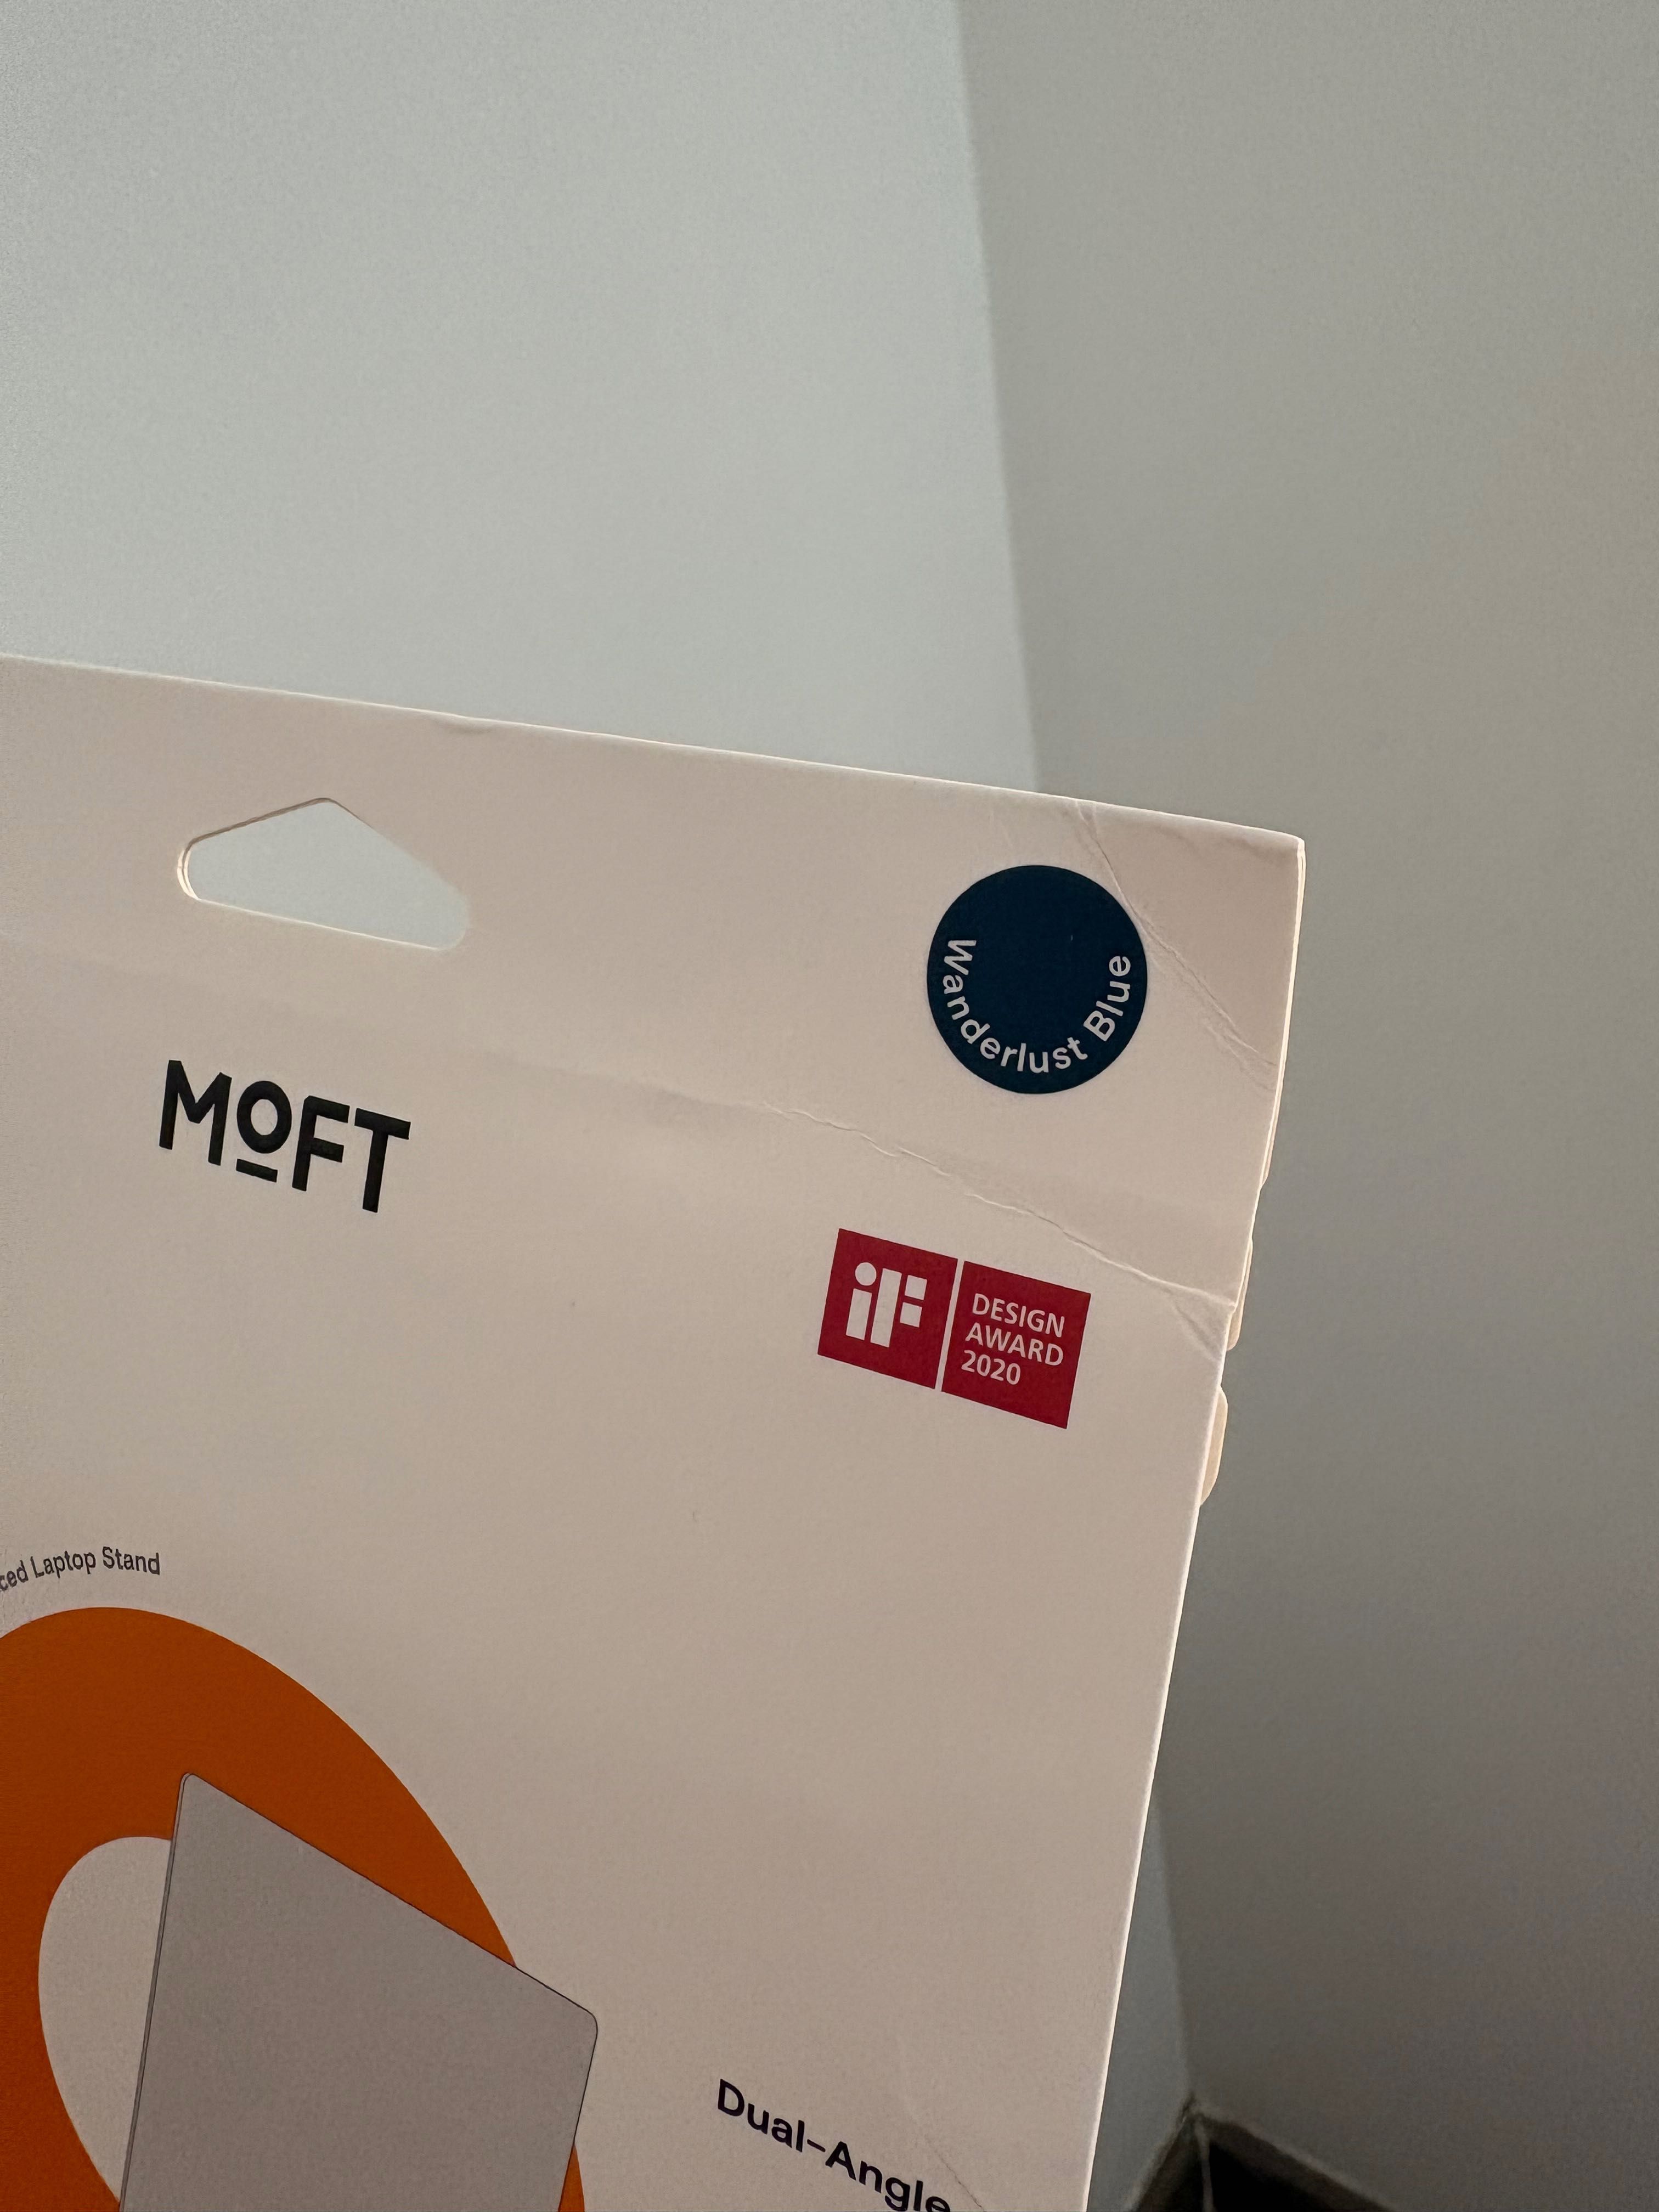 Wanderlust Blue
MOFT
iF
DESIGN
AWARD
2020
Laptop Stand
Dual-Angle